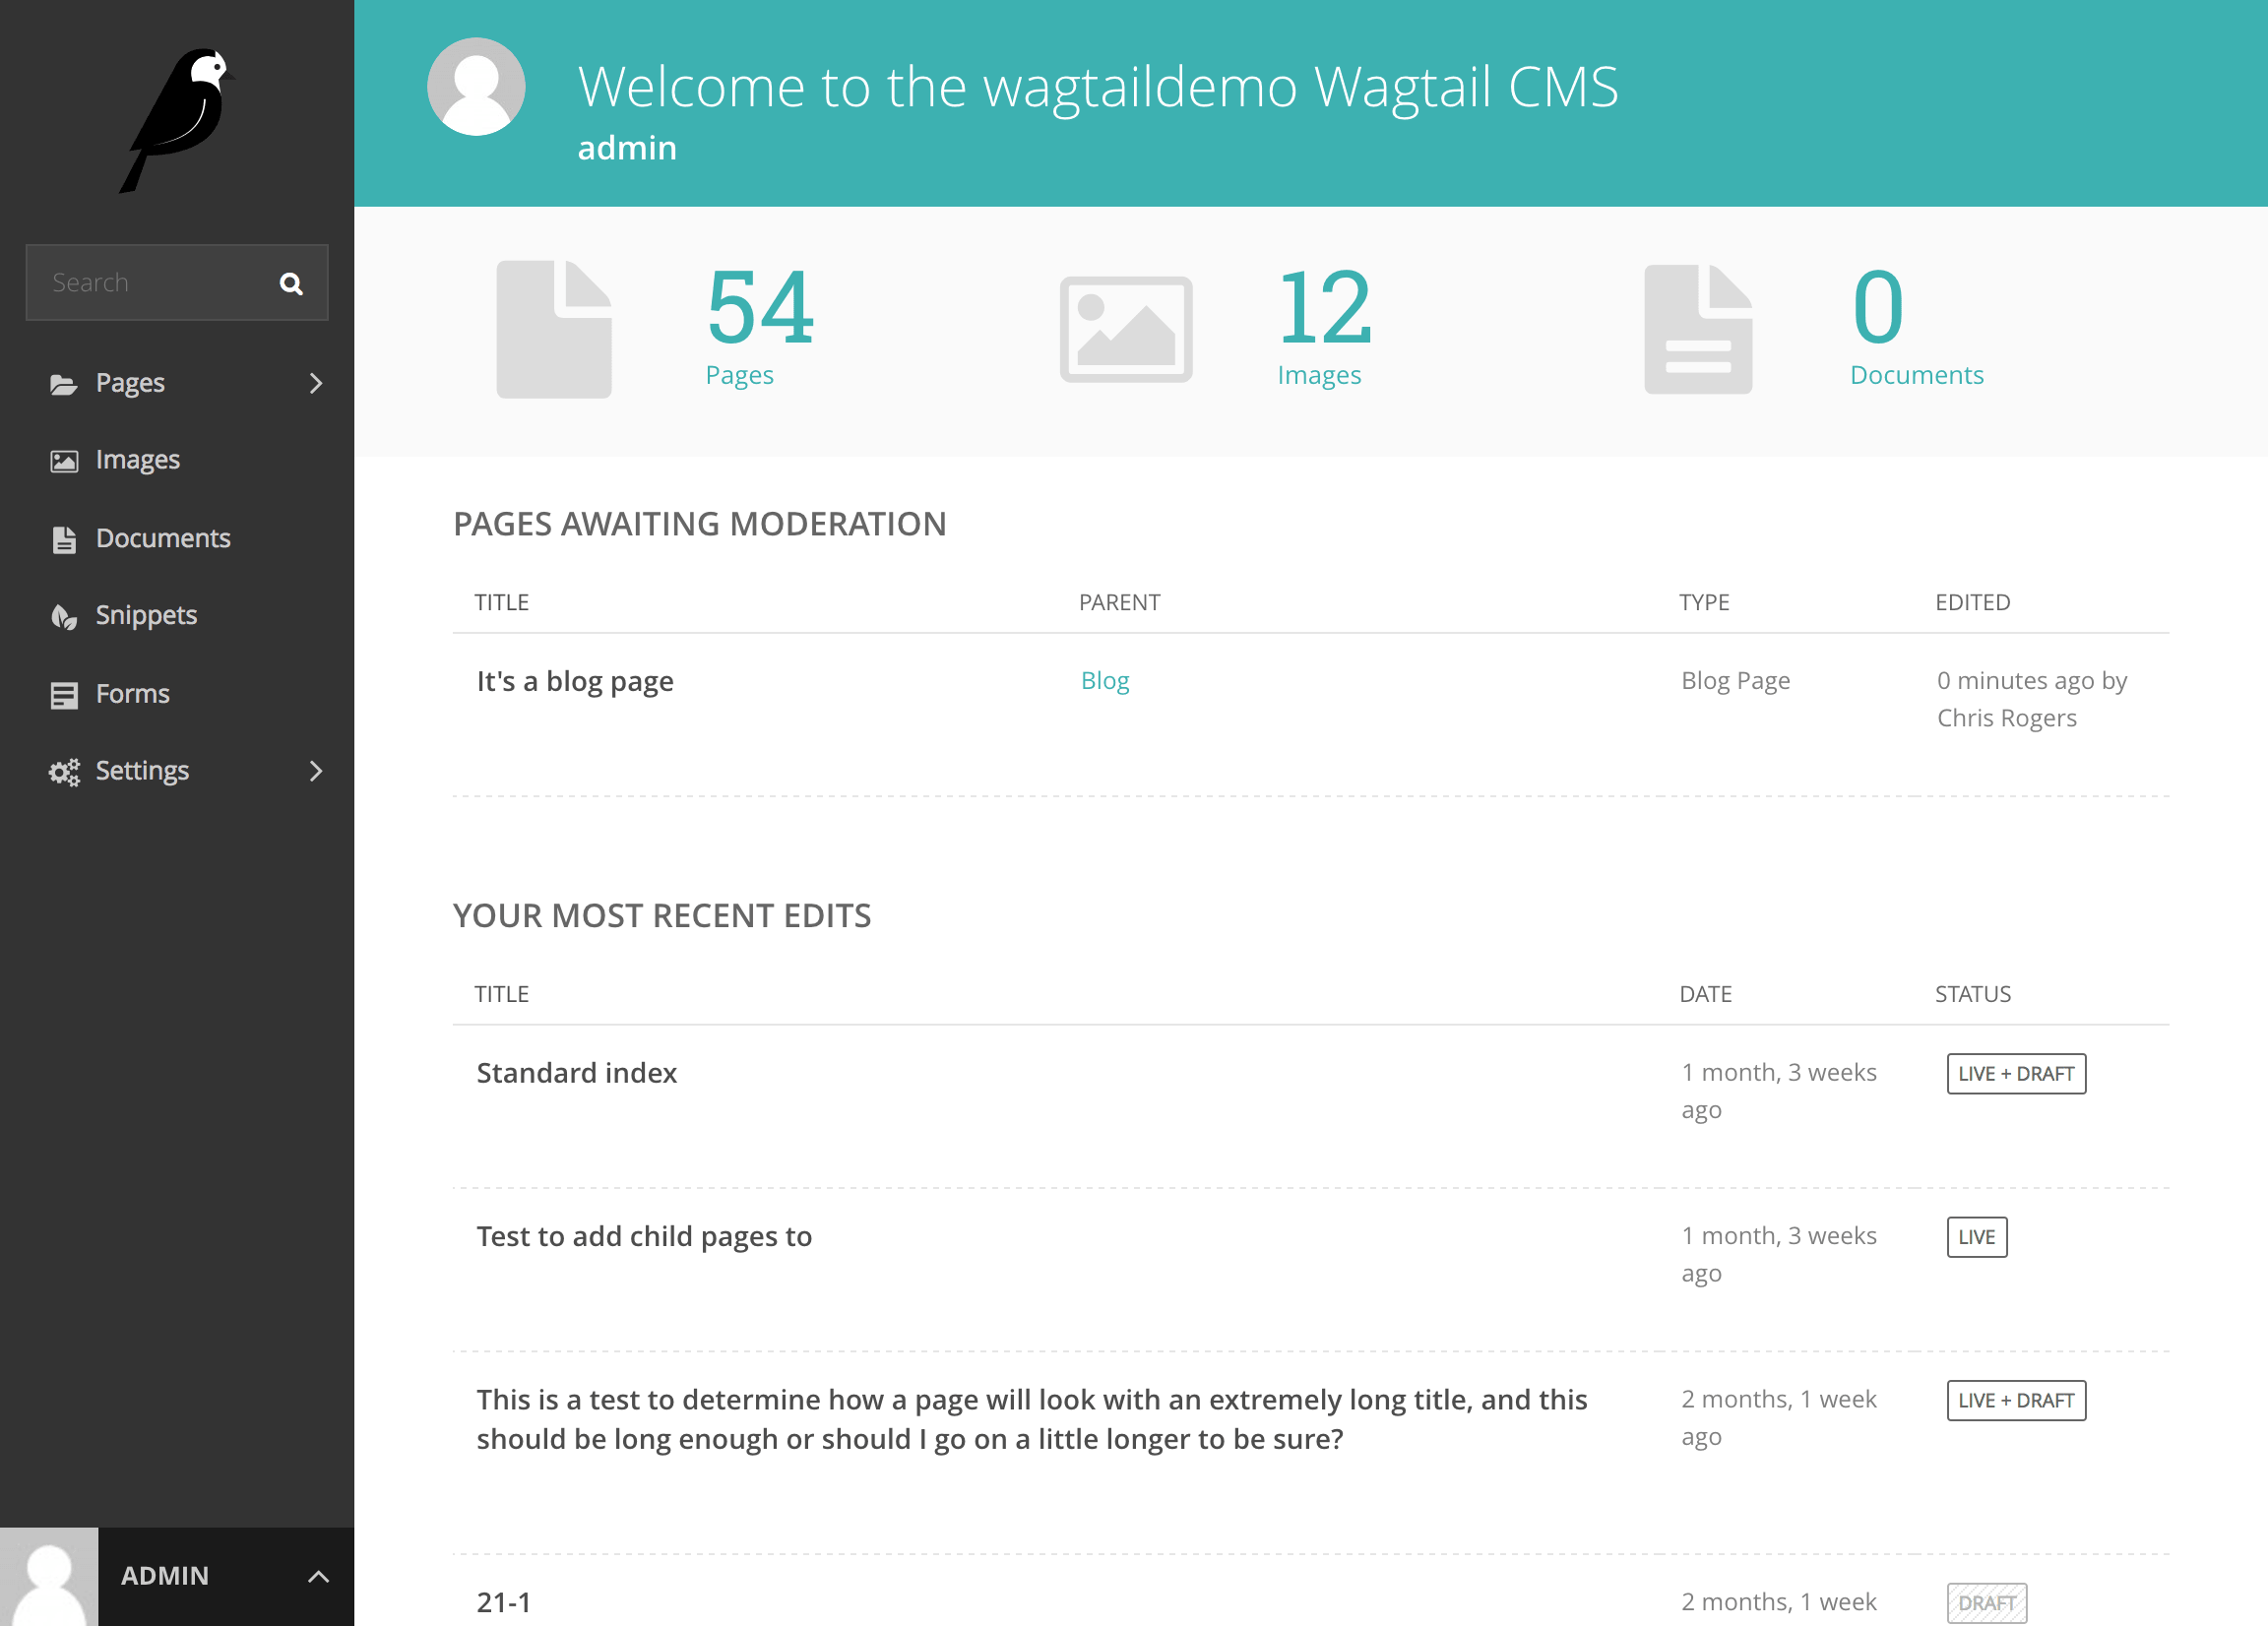 Welcome to the wagtaildemo Wagtail CMS
admin
Search
Pages
Images
Documents
Snippets
Forms
Settings
ADMIN
54
Pages
12
Images
0
Documents
PAGES AWAITING MODERATION
TITLE PARENT TYPE EDITED
It's a blog page Blog Blog Page 0 minutes ago by
Chris Rogers
YOUR MOST RECENT EDITS
TITLE DATE STATUS
Standard index 1 month, 3 weeks LIVE + DRAFT
ago
Test to add child pages to 1 month, 3 weeks LIVE
ago
This is a test to determine how a page will look with an extremely long title, and this 2 months, 1 week LIVE + DRAFT
should be long enough or should I go on a little longer to be sure? ago
21-1 2 months, 1 week DRAFT